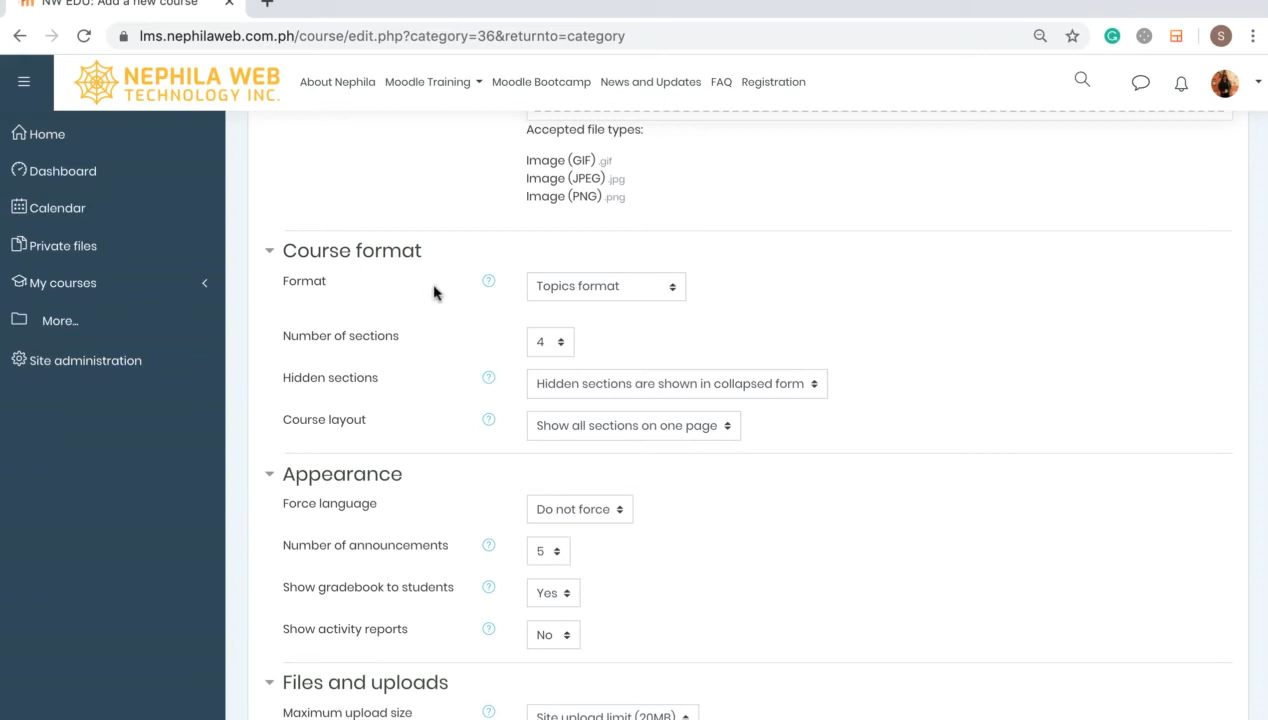 NW EDU: Add a new course
lms.nephilaweb.com.ph/course/edit.php?category=36&returnto=category
S
NEPHILA WEB
TECHNOLOGY INC.
About Nephila Moodle Training Moodle Bootcamp News and Updates FAQ Registration
Home
Dashboard
Calendar
Private files
My courses
More...
Site administration
Accepted file types:
Image (GIF) .gif
Image (JPEG) .jpg
Image (PNG) .png
Course format
Format ? Topics format
Number of sections 4
Hidden sections ? Hidden sections are shown in collapsed form
Course layout ? Show all sections on one page
Appearance
Force language Do not force
Number of announcements ? 5
Show gradebook to students ? Yes
Show activity reports ? No
Files and uploads
Maximum upload size ? Site upload limit (20MB)